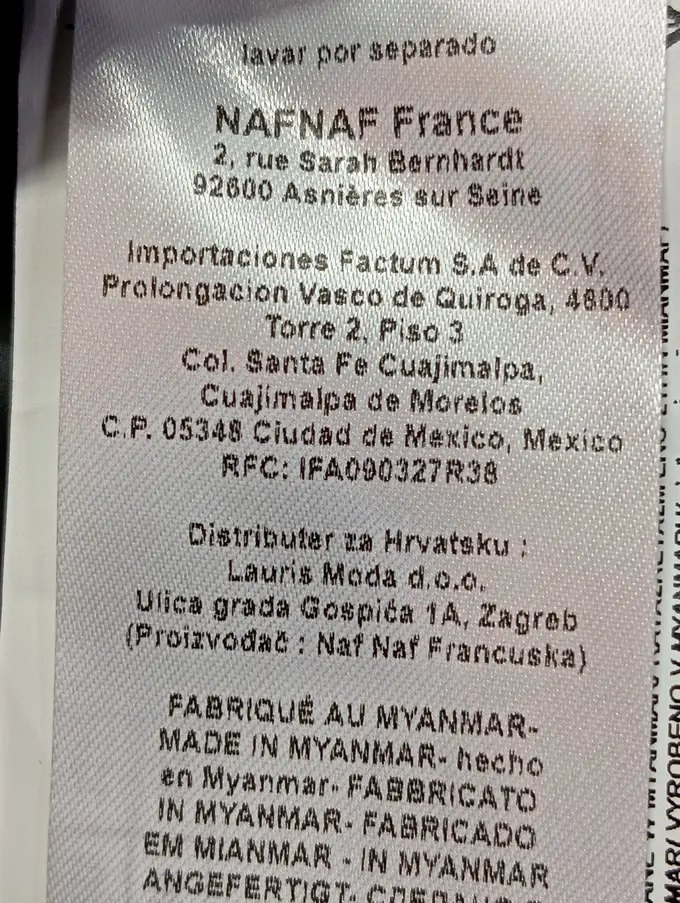 lavar por separado
NAFNAF France
2, rue Sarah Bernhardt
92600 Asnières sur Seine
Importaciones Factum S.A de C.V.
Prolongacion Vasco de Quiroga, 4800
Torre 2, Piso 3
Col. Santa Fe Cuajimalpa,
Cuajimalpa de Morelos
C.P. 05348 Ciudad de Mexico, Mexico
RFC: IFA090327R38
Distributer za Hrvatsku :
Lauris Moda d.o.o.
Ulica grada Gospića 1A, Zagreb
(Proizvodač : Naf Naf Francuska)
FABRIQUÉ AU MYANMAR-
MADE IN MYANMAR- hecho
en Myanmar- FABBRICATO
IN MYANMAR- FABRICADO
EM MIANMAR - IN MYANMAR
ANGEFERTIGT-
VYROBENO V MYANMARU